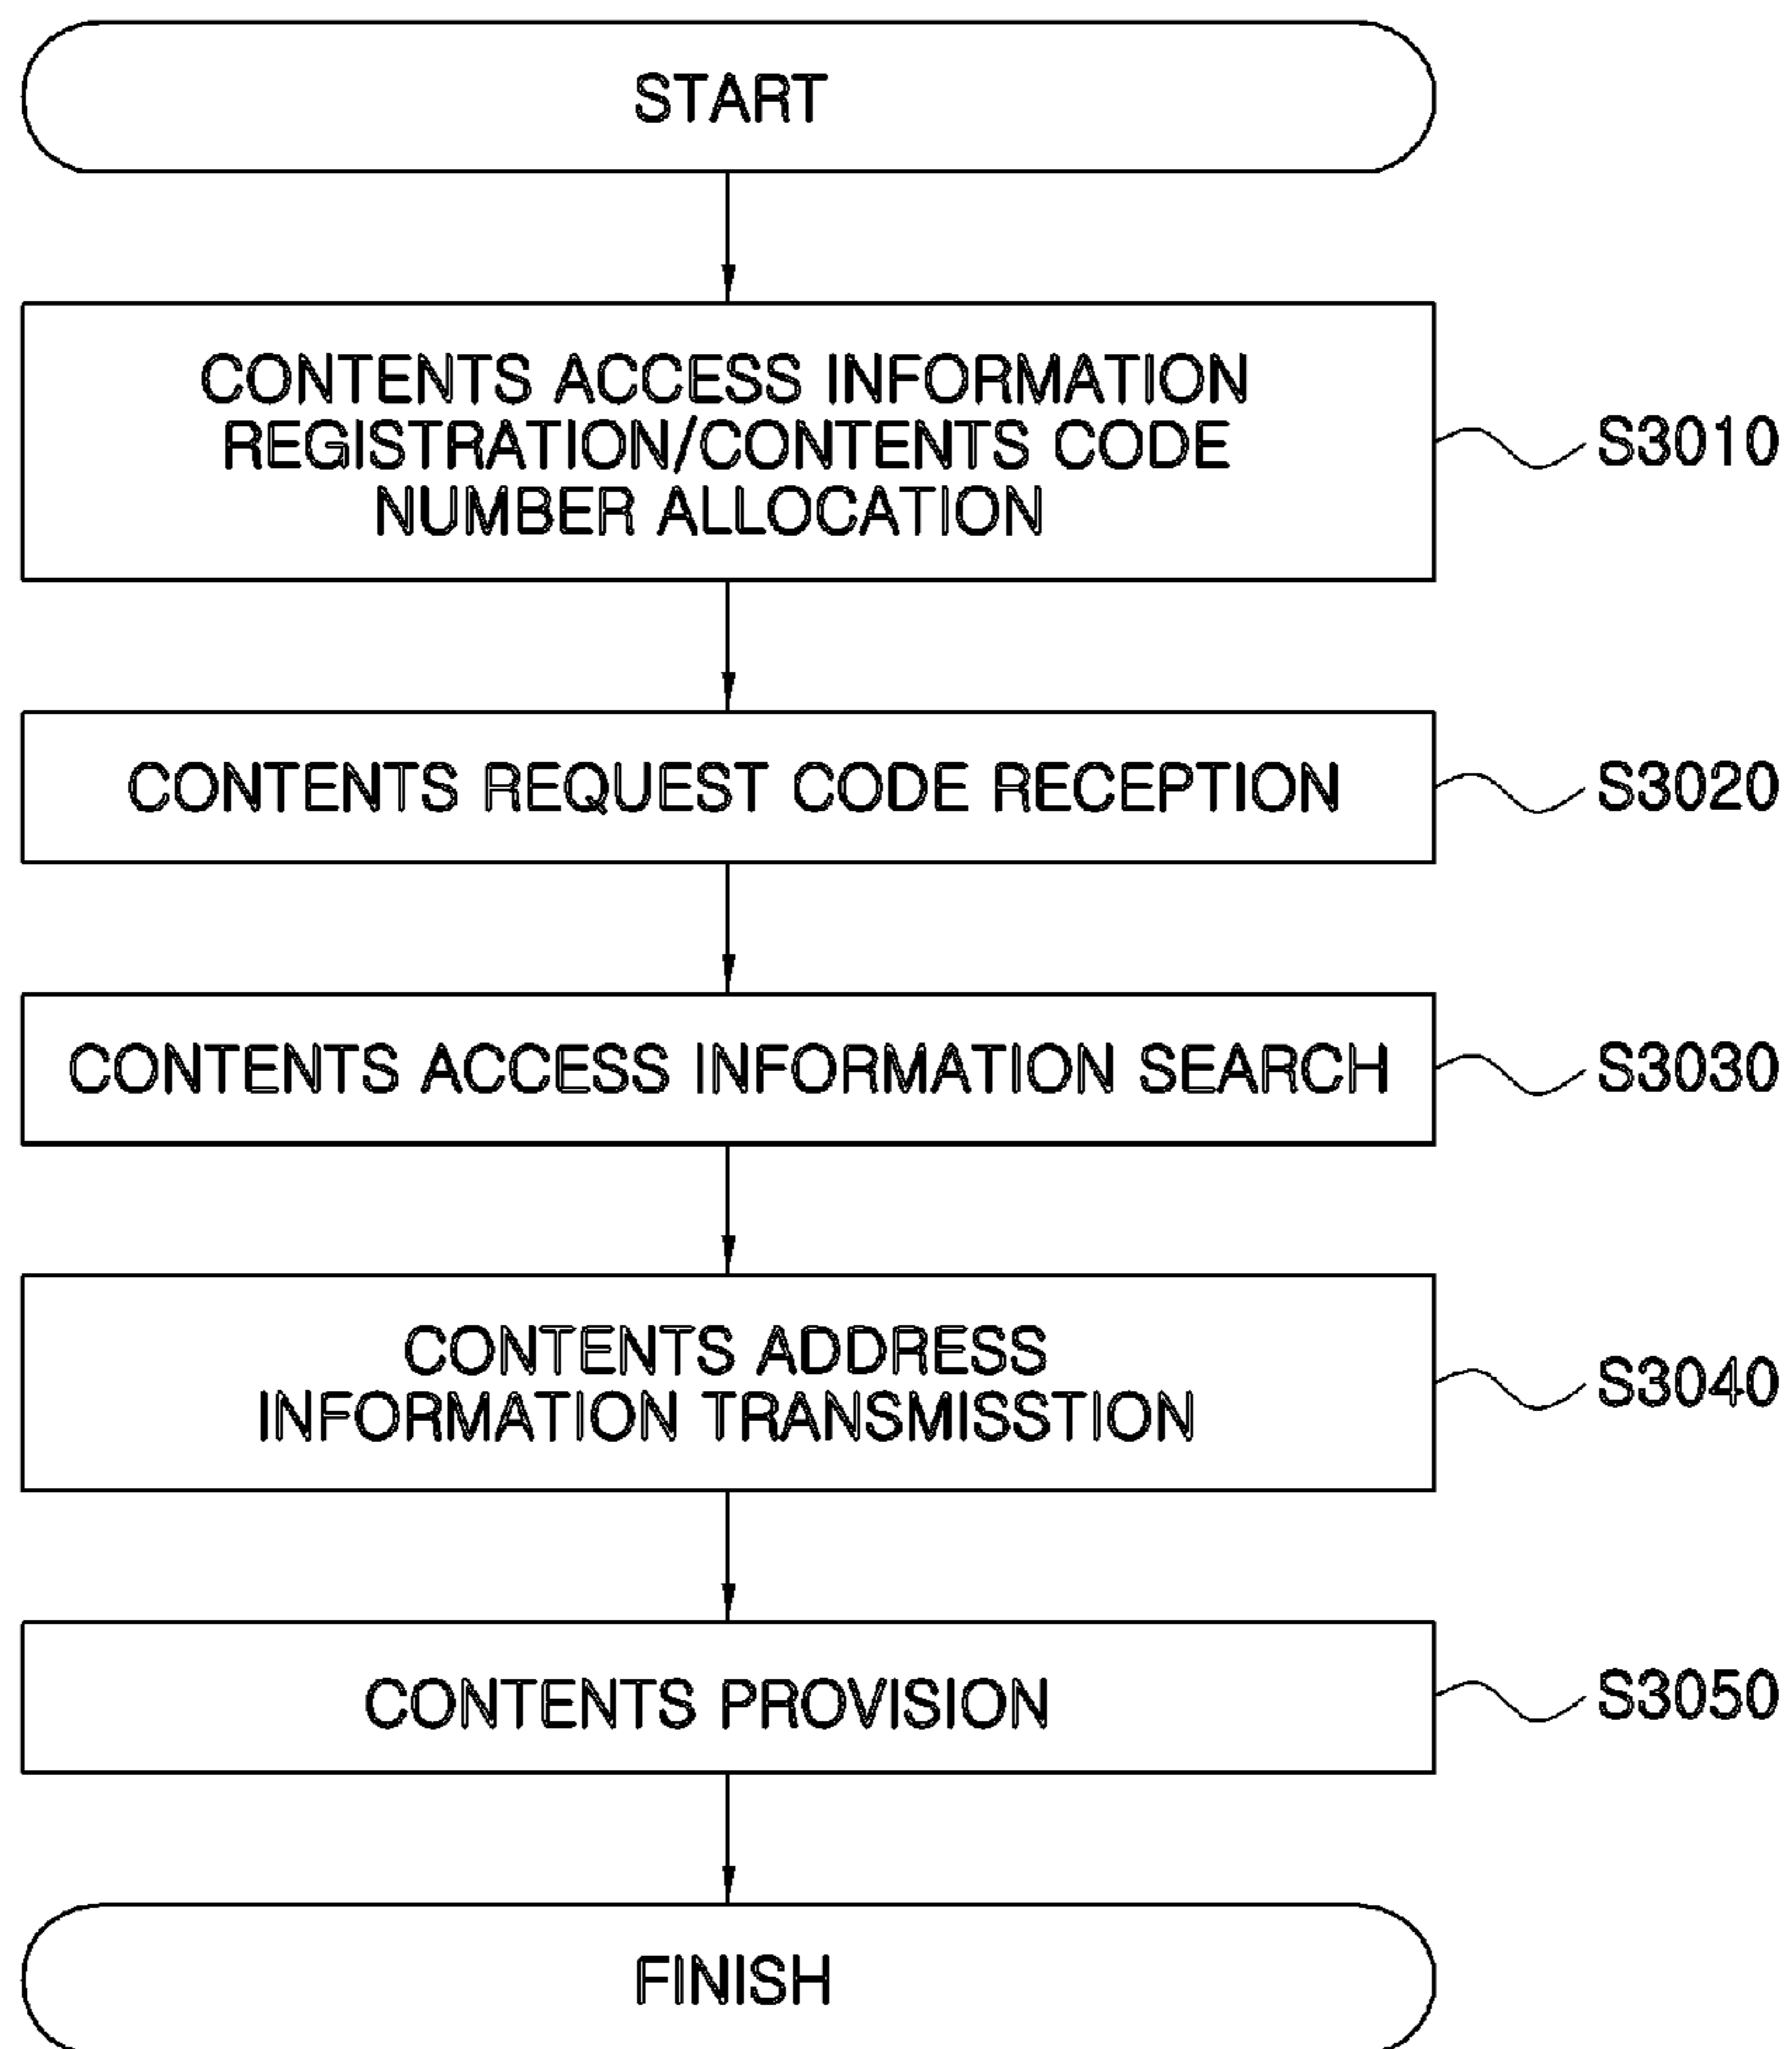 START
CONTENTS ACCESS INFORMATION
REGISTRATION/CONTENTS CODE
NUMBER ALLOCATION
S3010
CONTENTS REQUEST CODE RECEPTION
S3020
CONTENTS ACCESS INFORMATION SEARCH
S3030
CONTENTS ADDRESS
INFORMATION TRANSMISSTION
S3040
CONTENTS PROVISION
S3050
FINISH